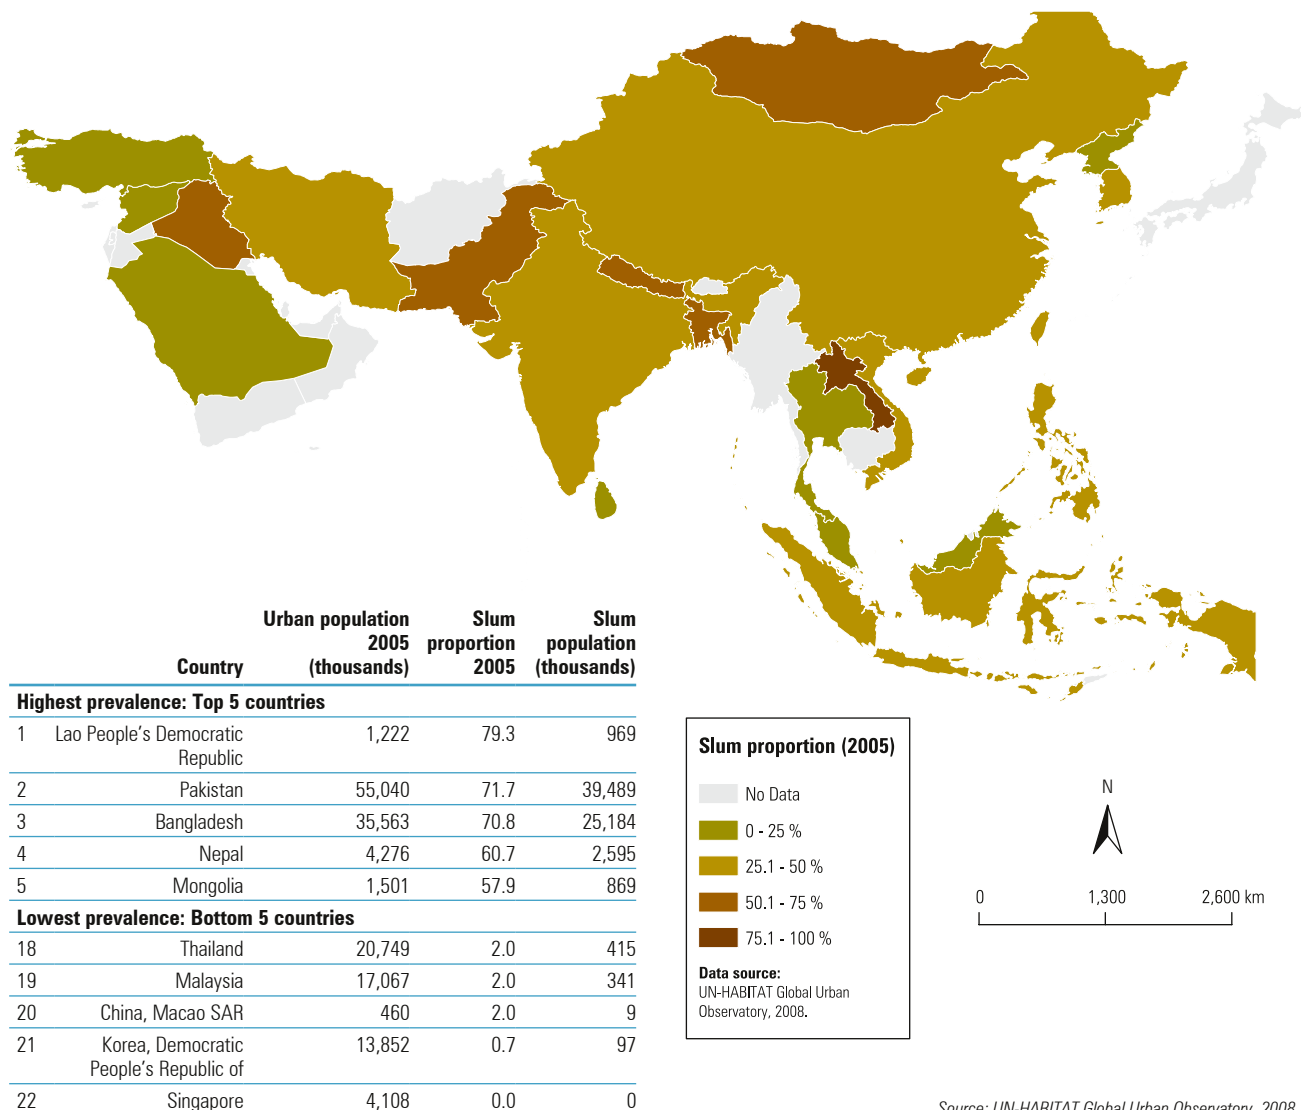 Urban population 2005 (thousands) Slum proportion 2005 Slum population (thousands)
Country
Highest prevalence: Top 5 countries
1 Lao People's Democratic Republic 1,222 79.3 969
2 Pakistan 55,040 71.7 39,489
3 Bangladesh 35,563 70.8 25,184
4 Nepal 4,276 60.7 2,595
5 Mongolia 1,501 57.9 869
Lowest prevalence: Bottom 5 countries
18 Thailand 20,749 2.0 415
19 Malaysia 17,067 2.0 341
20 China, Macao SAR 460 2.0 9
21 Korea, Democratic People's Republic of 13,852 0.7 97
22 Singapore 4,108 0.0 0
Slum proportion (2005)
No Data
0 - 25 %
25.1 - 50 %
50.1 - 75 %
75.1 - 100 %
Data source:
UN-HABITAT Global Urban
Observatory, 2008.
N
0 1,300 2,600 km
Source: UN-HABITAT Global Urban Observatory, 2008